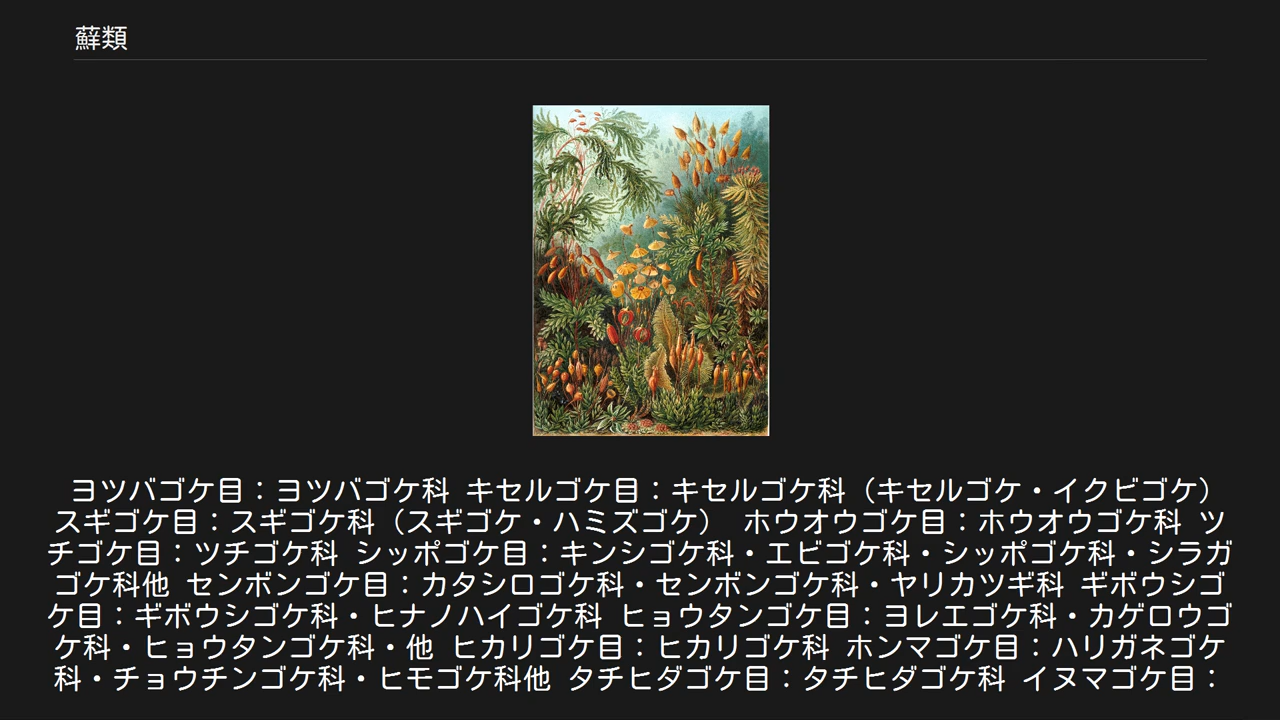 蘚類
ヨツバゴケ目：ヨツバゴケ科 キセルゴケ目：キセルゴケ科（キセルゴケ・イクビゴケ）
スギゴケ目：スギゴケ科（スギゴケ・ハミズゴケ） ホウオウゴケ目：ホウオウゴケ科 ツ
チゴケ目：ツチゴケ科 シッポゴケ目：キンシゴケ科・エビゴケ科・シッポゴケ科・シラガ
ゴケ科他 センボンゴケ目：カタシロゴケ科・センボンゴケ科・ヤリカツギ科 ギボウシゴ
ケ目：ギボウシゴケ科・ヒナノハイゴケ科 ヒョウタンゴケ目：ヨレエゴケ科・カゲロウゴ
ケ科・ヒョウタンゴケ科・他 ヒカリゴケ目：ヒカリゴケ科 ホンマゴケ目：ハリガネゴケ
科・チョウチンゴケ科・ヒモゴケ科他 タチヒダゴケ目：タチヒダゴケ科 イヌマゴケ目：